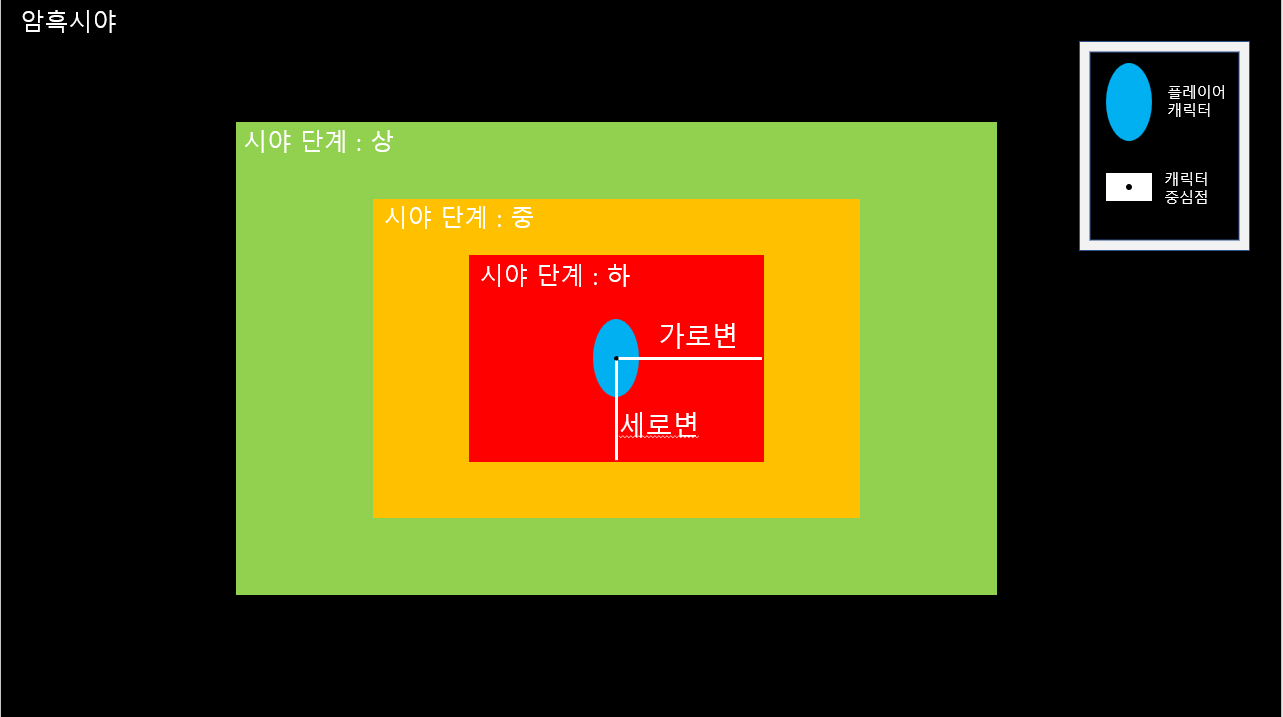 암흑시야
플레이어
캐릭터
시야 단계 : 상
캐릭터
중심점
시야 단계 : 중
시야 단계 : 하
가로변
세로변